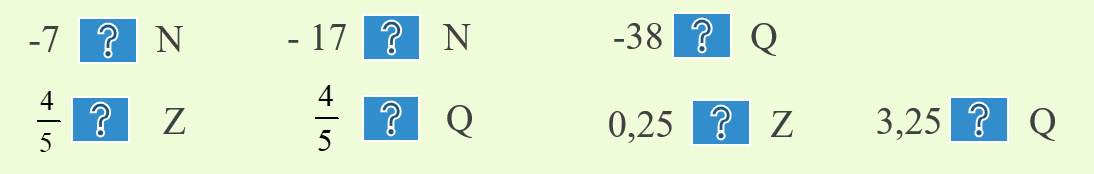 -7 ? N - 17 ? N -38 ? Q
4/5 ? Z 4/5 ? Q 0,25 ? Z 3,25 ? Q